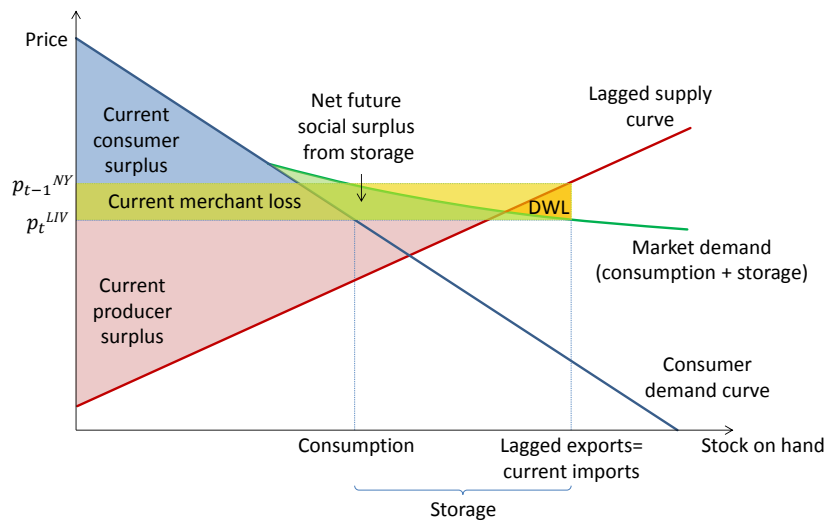 Price
Current
consumer
surplus
Net future
social surplus
from storage
Lagged supply
curve
p_{t−1}^{NY}
Current merchant loss
DWL
p_t^{LIV}
Market demand
(consumption + storage)
Current
producer
surplus
Consumer
demand curve
Consumption
Lagged exports=
current imports
Stock on hand
Storage